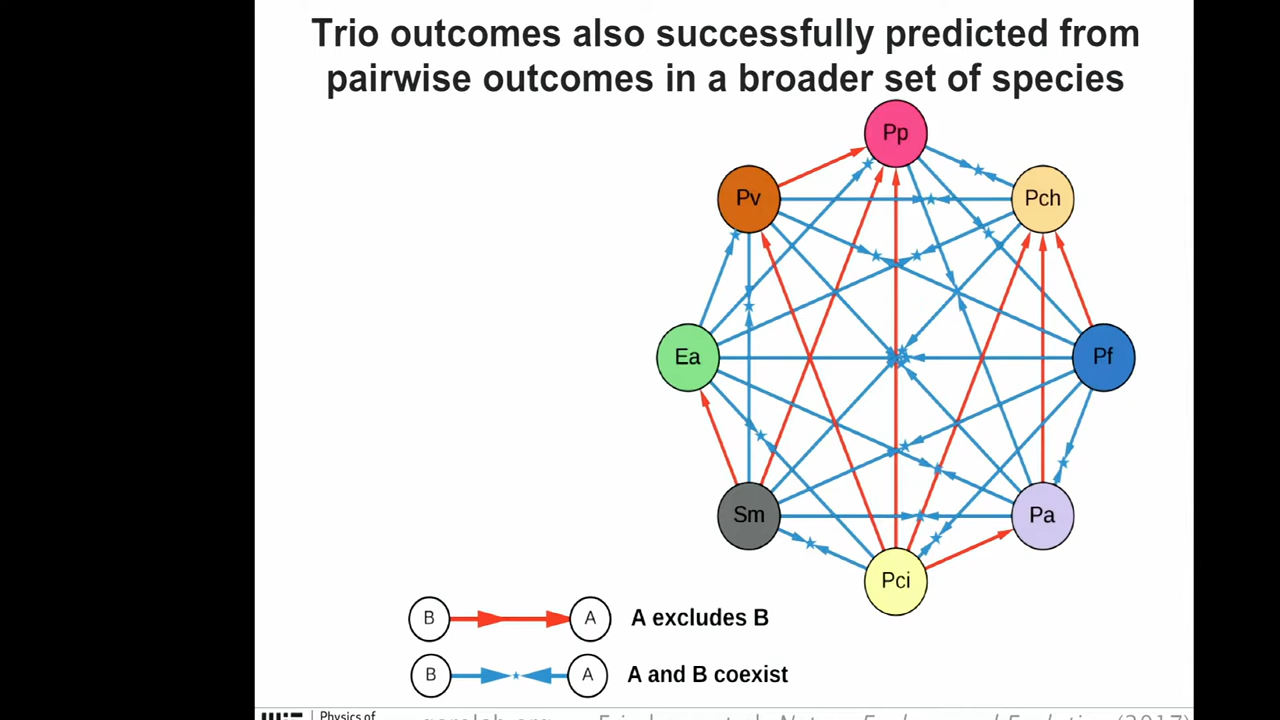 Trio outcomes also successfully predicted from
pairwise outcomes in a broader set of species
Pp
Pv
Pch
Ea
Pf
Sm
Pa
Pci
B
A
A excludes B
B
A
A and B coexist
Physics of